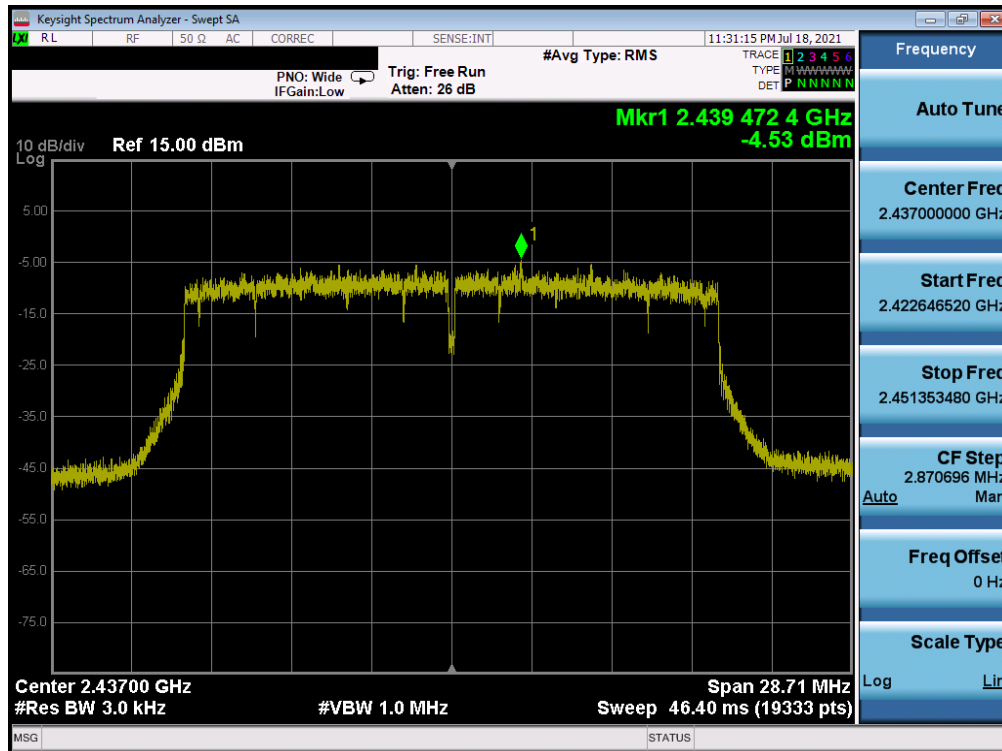 Keysight Spectrum Analyzer - Swept SA
LXI RL RF 50 Ω AC CORREC SENSE:INT 11:31:15 PM Jul 18, 2021
PNO: Wide
IFGain:Low
Trig: Free Run
Atten: 26 dB
#Avg Type: RMS
TRACE 1 2 3 4 5 6
TYPE M W W W W W
DET P N N N N N
Mkr1 2.439 472 4 GHz
-4.53 dBm
10 dB/div
Log
Ref 15.00 dBm
1
5.00
-5.00
-15.0
-25.0
-35.0
-45.0
-55.0
-65.0
-75.0
Center 2.43700 GHz
Span 28.71 MHz
#Res BW 3.0 kHz
#VBW 1.0 MHz
Sweep 46.40 ms (19333 pts)
MSG
STATUS
Frequency
Auto Tune
Center Freq
2.437000000 GHz
Start Freq
2.422646520 GHz
Stop Freq
2.451353480 GHz
CF Step
2.870696 MHz
Auto Man
Freq Offset
0 Hz
Scale Type
Log Lin